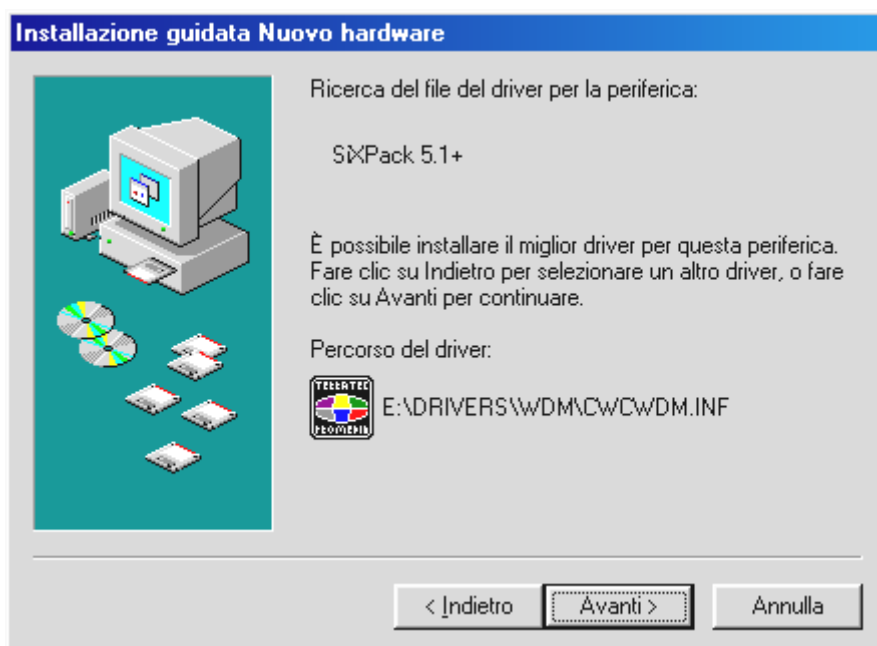 Installazione guidata Nuovo hardware
Ricerca del file del driver per la periferica:
SiXPack 5.1+
È possibile installare il miglior driver per questa periferica.
Fare clic su Indietro per selezionare un altro driver, o fare
clic su Avanti per continuare.
Percorso del driver:
TERRATEC
PROMEDIA
E:\DRIVERS\WDM\CWCWDM.INF
< Indietro
Avanti >
Annulla